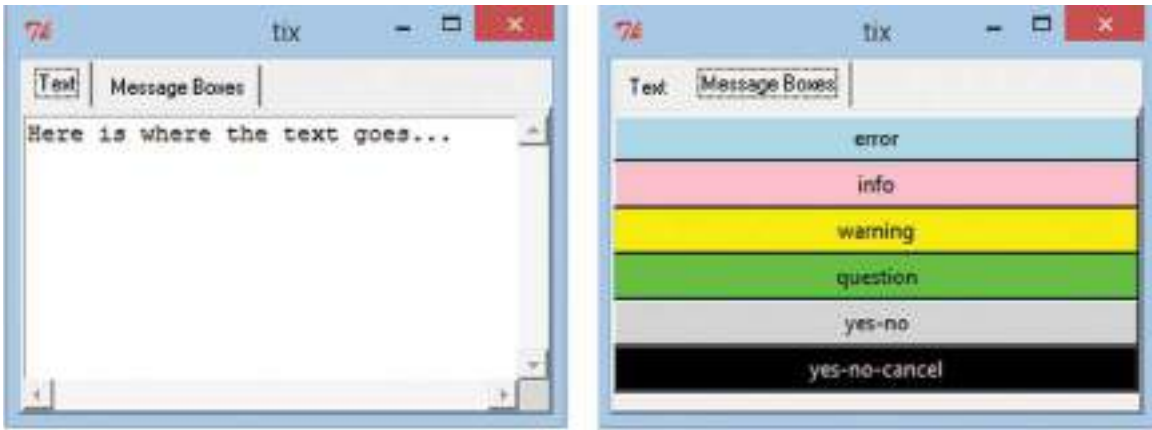 tix
Text Message Boxes
Here is where the text goes...
tix
Text Message Boxes
error
info
warning
question
yes-no
yes-no-cancel